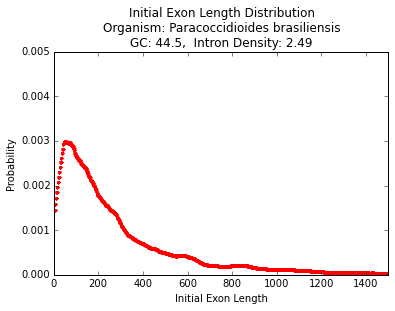 Initial Exon Length Distribution
Organism: Paracoccidioides brasiliensis
GC: 44.5,  Intron Density: 2.49
0.005
0.004
0.003
0.002
0.001
0.000
Probability
0 200 400 600 800 1000 1200 1400
Initial Exon Length